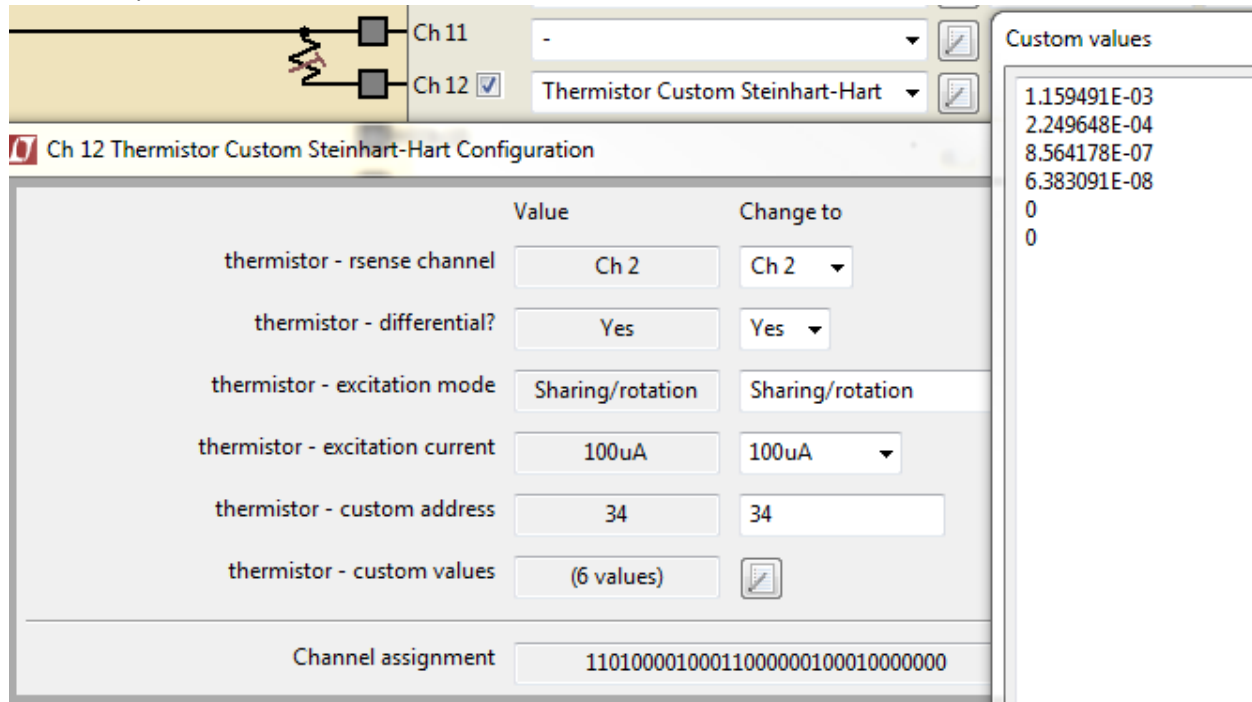 Ch 11
-
Ch 12
Thermistor Custom Steinhart-Hart
Ch 12 Thermistor Custom Steinhart-Hart Configuration
Value Change to
thermistor - rsense channel Ch 2 Ch 2
thermistor - differential? Yes Yes
thermistor - excitation mode Sharing/rotation Sharing/rotation
thermistor - excitation current 100uA 100uA
thermistor - custom address 34 34
thermistor - custom values (6 values)
Channel assignment 11010000100011000000100010000000
Custom values
1.159491E-03
2.249648E-04
8.564178E-07
6.383091E-08
0
0